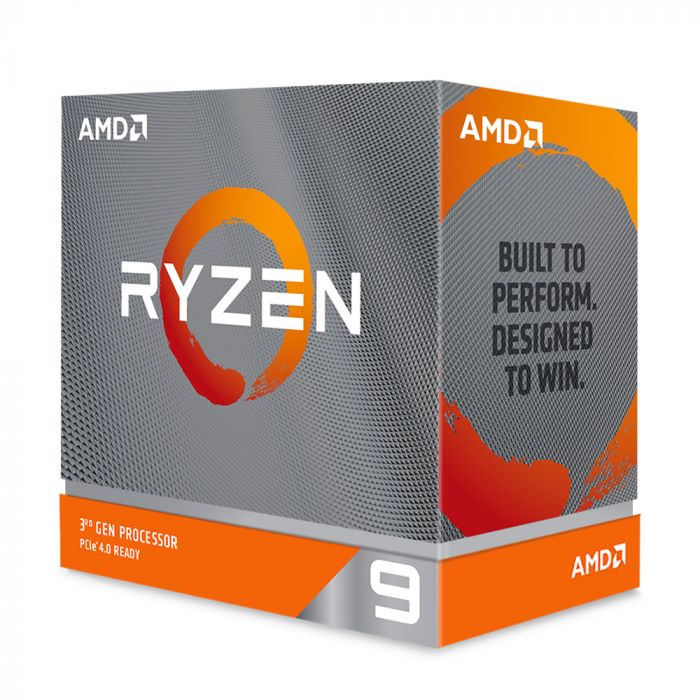 AMD
RYZEN
3RD GEN PROCESSOR
PCIe® 4.0 READY
9
AMD
BUILT TO
PERFORM.
DESIGNED
TO WIN.
AMD